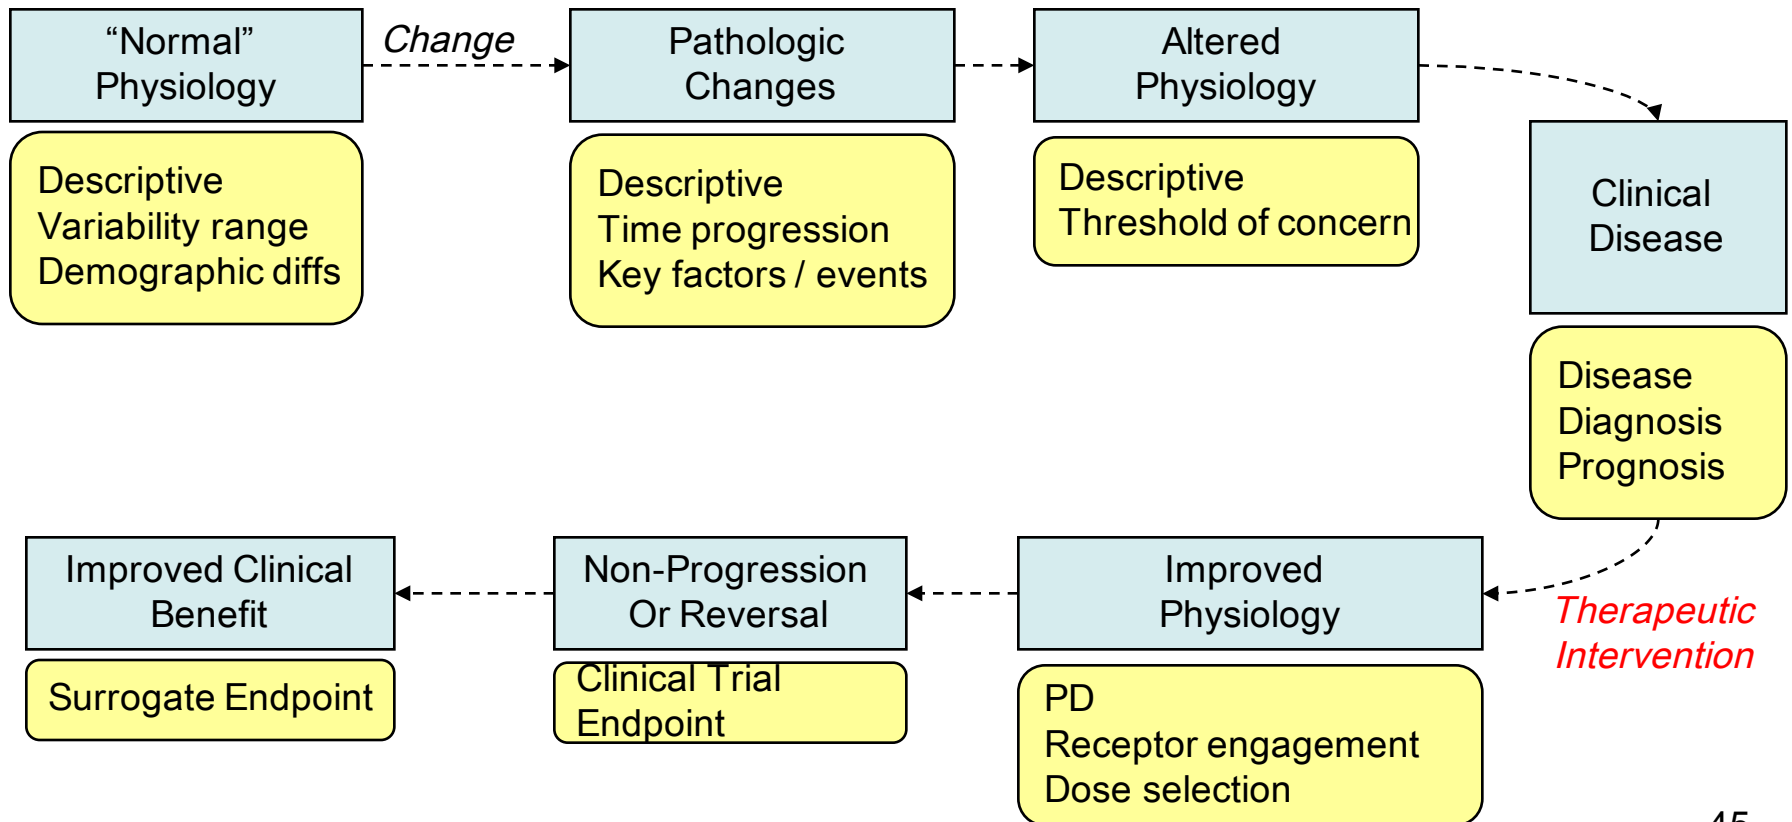 “Normal”
Physiology
Change
Pathologic
Changes
Altered
Physiology
Descriptive
Variability range
Demographic diffs
Descriptive
Time progression
Key factors / events
Descriptive
Threshold of concern
Clinical
Disease
Disease
Diagnosis
Prognosis
Therapeutic
Intervention
Improved Clinical
Benefit
Non-Progression
Or Reversal
Improved
Physiology
Surrogate Endpoint
Clinical Trial
Endpoint
PD
Receptor engagement
Dose selection